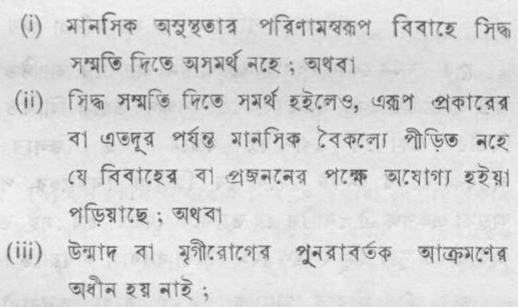 (i) মানসিক অসুস্থতার পরিণামস্বরূপ বিবাহে সিদ্ধ
সম্মতি দিতে অসমর্থ নহে ; অথবা
(ii) সিদ্ধ সম্মতি দিতে সমর্থ হইলেও, এরূপ প্রকারের
বা এতদূর পর্যন্ত মানসিক বৈকল্যে পীড়িত নহে
যে বিবাহের বা প্রজননের পক্ষে অযোগ্য হইয়া
পড়িয়াছে ; অথবা
(iii) উন্মাদ বা মৃগীরোগের পুনরাবর্তক আক্রমণের
অধীন হয় নাই ;